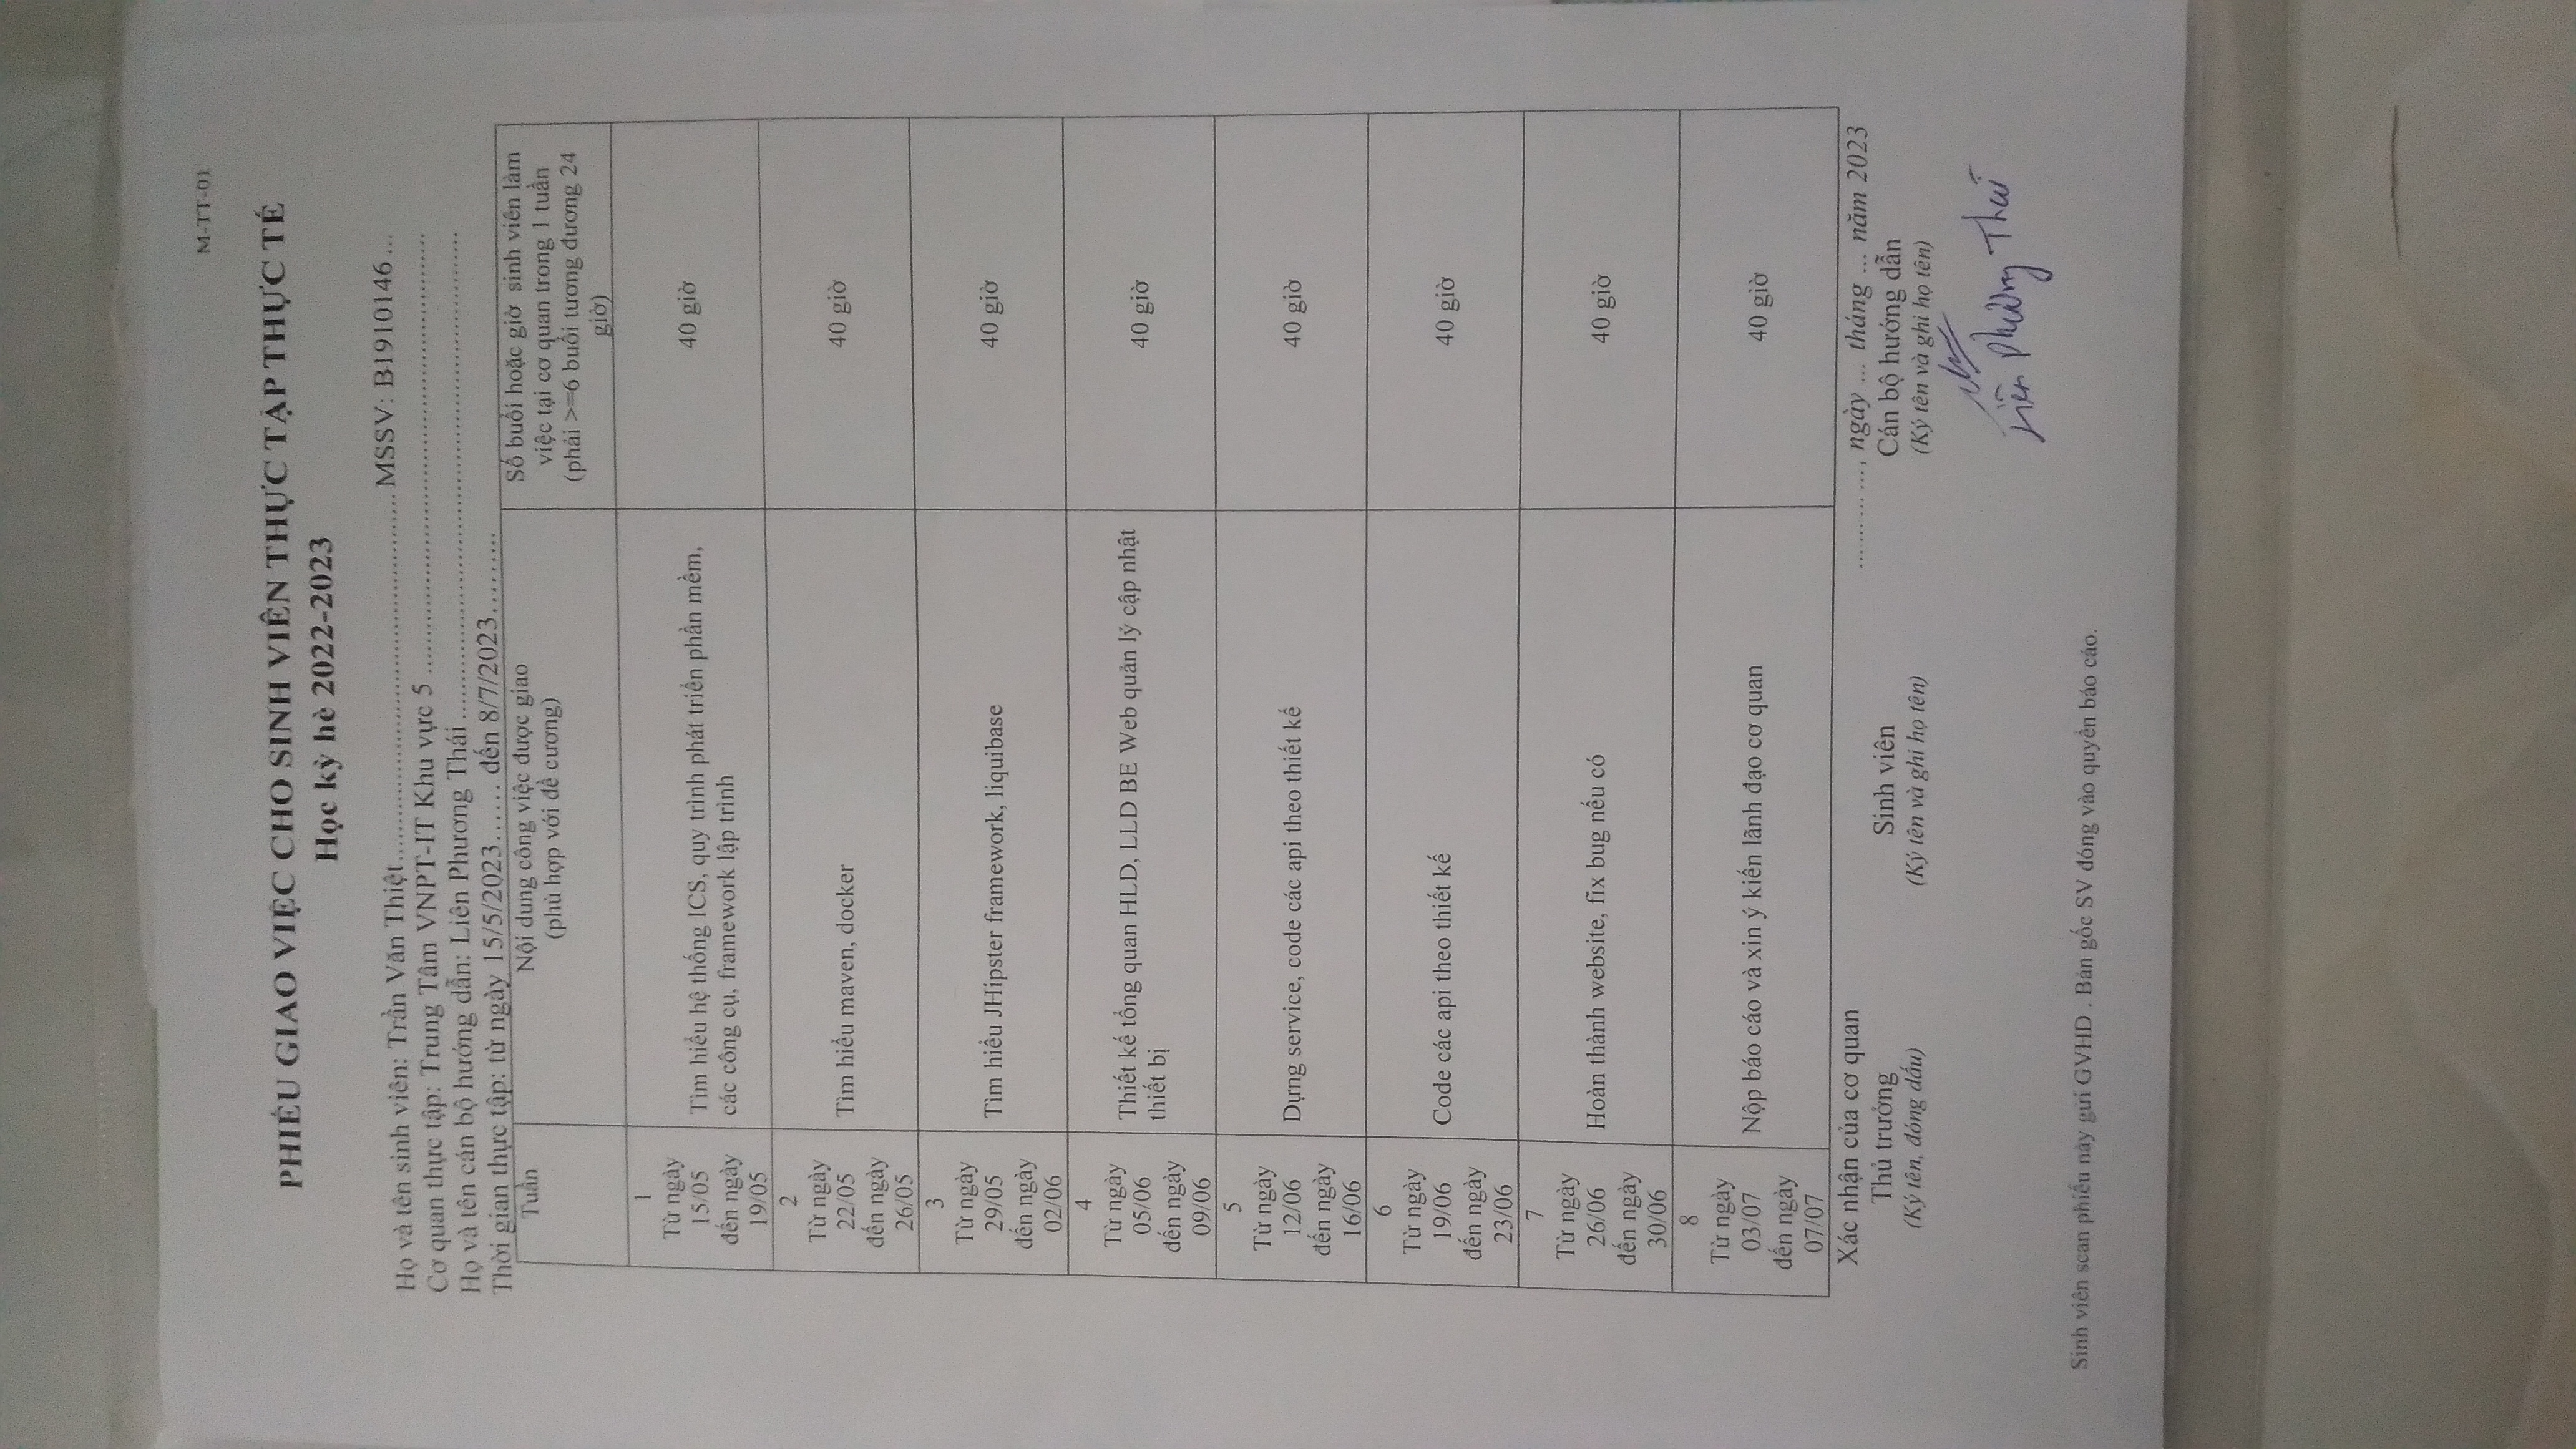 M-TT-01
PHIẾU GIAO VIỆC CHO SINH VIÊN THỰC TẬP THỰC TẾ
Học kỳ hè 2022-2023
Họ và tên sinh viên: Trần Văn Thiệt.................................................. MSSV: B1910146 ...
Cơ quan thực tập: Trung Tâm VNPT-IT Khu vực 5 ............................................................
Họ và tên cán bộ hướng dẫn: Liên Phương Thái ..................................................................
Thời gian thực tập: từ ngày 15/5/2023...... đến 8/7/2023.........
Tuần
Nội dung công việc được giao
(phù hợp với đề cương)
Số buổi hoặc giờ sinh viên làm
việc tại cơ quan trong 1 tuần
(phải >=6 buổi tương đương 24
giờ)
1
Từ ngày
15/05
đến ngày
19/05
Tìm hiểu hệ thống ICS, quy trình phát triển phần mềm,
các công cụ, framework lập trình
40 giờ
2
Từ ngày
22/05
đến ngày
26/05
Tìm hiểu maven, docker
40 giờ
3
Từ ngày
29/05
đến ngày
02/06
Tìm hiểu JHipster framework, liquibase
40 giờ
4
Từ ngày
05/06
đến ngày
09/06
Thiết kế tổng quan HLD, LLD BE Web quản lý cập nhật
thiết bị
40 giờ
5
Từ ngày
12/06
đến ngày
16/06
Dựng service, code các api theo thiết kế
40 giờ
6
Từ ngày
19/06
đến ngày
23/06
Code các api theo thiết kế
40 giờ
7
Từ ngày
26/06
đến ngày
30/06
Hoàn thành website, fix bug nếu có
40 giờ
8
Từ ngày
03/07
đến ngày
07/07
Nộp báo cáo và xin ý kiến lãnh đạo cơ quan
40 giờ
Xác nhận của cơ quan
Thủ trưởng
(Ký tên, đóng dấu)
Sinh viên
(Ký tên và ghi họ tên)
............, ngày ... tháng ... năm 2023
Cán bộ hướng dẫn
(Ký tên và ghi họ tên)
Liên Phương Thái
Sinh viên scan phiếu này gửi GVHD . Bản gốc SV đóng vào quyển báo cáo.